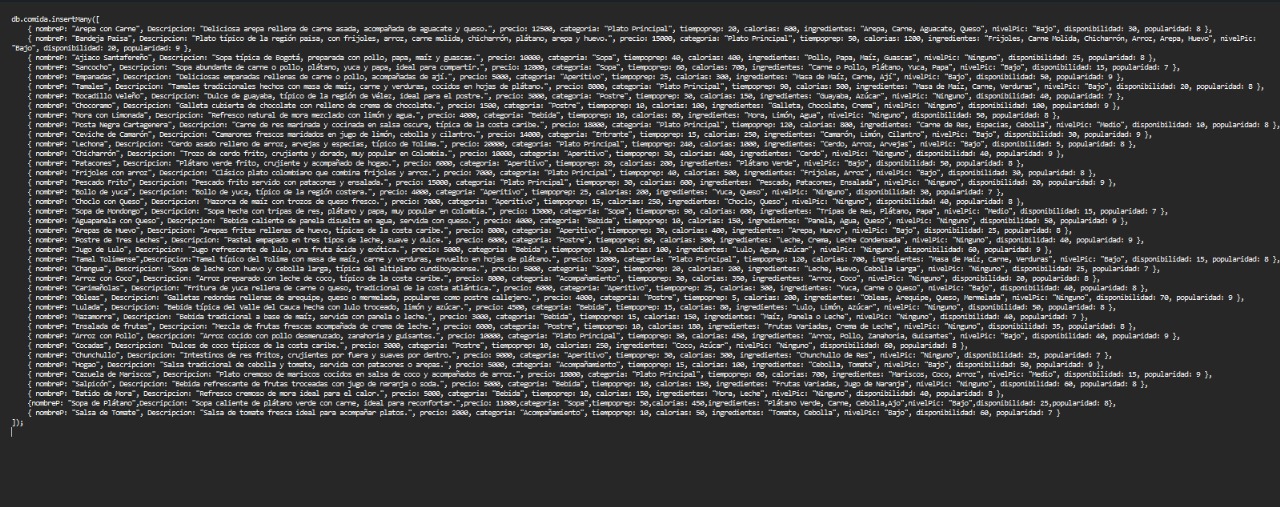 db.comida.insertMany([
{ nombreP: "Arepa con Carne", Descripcion: "Deliciosa arepa rellena de carne asada, acompañada de aguacate y queso.", precio: 12500, categoria: "Plato Principal", tiempoprep: 20, calorias: 600, ingredientes: "Arepa, Carne, Aguacate, Queso", nivelPic: "Bajo", disponibilidad: 30, popularidad: 8 },
{ nombreP: "Bandeja Paisa", Descripcion: "Plato típico de la región paisa, con frijoles, arroz, carne molida, chicharrón, plátano, arepa y huevo.", precio: 15000, categoria: "Plato Principal", tiempoprep: 50, calorias: 1200, ingredientes: "Frijoles, Carne Molida, Chicharrón, Arroz, Arepa, Huevo", nivelPic:
"Bajo", disponibilidad: 20, popularidad: 9 },
{ nombreP: "Ajiaco Santafereño", Descripcion: "Sopa típica de Bogotá, preparada con pollo, papa, maíz y guascas.", precio: 10000, categoria: "Sopa", tiempoprep: 40, calorias: 400, ingredientes: "Pollo, Papa, Maíz, Guascas", nivelPic: "Ninguno", disponibilidad: 25, popularidad: 8 },
{ nombreP: "Sancocho", Descripcion: "Sopa abundante de carne o pollo, plátano, yuca y papa, ideal para compartir.", precio: 12000, categoria: "Sopa", tiempoprep: 60, calorias: 700, ingredientes: "Carne o Pollo, Plátano, Yuca, Papa", nivelPic: "Bajo", disponibilidad: 15, popularidad: 7 },
{ nombreP: "Empanadas", Descripcion: "Deliciosas empanadas rellenas de carne o pollo, acompañadas de ají.", precio: 5000, categoria: "Aperitivo", tiempoprep: 25, calorias: 300, ingredientes: "Masa de Maíz, Carne, Ají", nivelPic: "Bajo", disponibilidad: 50, popularidad: 9 },
{ nombreP: "Tamales", Descripcion: "Tamales tradicionales hechos con masa de maíz, carne y verduras, cocidos en hojas de plátano.", precio: 8000, categoria: "Plato Principal", tiempoprep: 90, calorias: 500, ingredientes: "Masa de Maíz, Carne, Verduras", nivelPic: "Bajo", disponibilidad: 20, popularidad: 8 },
{ nombreP: "Bocadillo Veleño", Descripcion: "Dulce de guayaba, típico de la región de Vélez, ideal para el postre.", precio: 3000, categoria: "Postre", tiempoprep: 30, calorias: 150, ingredientes: "Guayaba, Azúcar", nivelPic: "Ninguno", disponibilidad: 40, popularidad: 7 },
{ nombreP: "Chocoramo", Descripcion: "Galleta cubierta de chocolate con relleno de crema de chocolate.", precio: 1500, categoria: "Postre", tiempoprep: 10, calorias: 100, ingredientes: "Galleta, Chocolate, Crema", nivelPic: "Ninguno", disponibilidad: 100, popularidad: 9 },
{ nombreP: "Mora con Limonada", Descripcion: "Refresco natural de mora mezclado con limón y agua.", precio: 4000, categoria: "Bebida", tiempoprep: 10, calorias: 80, ingredientes: "Mora, Limón, Agua", nivelPic: "Ninguno", disponibilidad: 50, popularidad: 8 },
{ nombreP: "Posta Negra Cartagenera", Descripcion: "Carne de res marinada y cocinada en salsa oscura, típica de la costa caribe.", precio: 18000, categoria: "Plato Principal", tiempoprep: 120, calorias: 800, ingredientes: "Carne de Res, Especias, Cebolla", nivelPic: "Medio", disponibilidad: 10, popularidad: 8 },
{ nombreP: "Ceviche de Camarón", Descripcion: "Camarones frescos maridados en jugo de limón, cebolla y cilantro.", precio: 14000, categoria: "Entrante", tiempoprep: 15, calorias: 250, ingredientes: "Camarón, Limón, Cilantro", nivelPic: "Bajo", disponibilidad: 30, popularidad: 9 },
{ nombreP: "Lechona", Descripcion: "Cerdo asado relleno de arroz, arvejas y especias, típico de Tolima.", precio: 20000, categoria: "Plato Principal", tiempoprep: 240, calorias: 1000, ingredientes: "Cerdo, Arroz, Arvejas", nivelPic: "Bajo", disponibilidad: 5, popularidad: 8 },
{ nombreP: "Chicharrón", Descripcion: "Trozo de cerdo frito, crujiente y dorado, muy popular en Colombia.", precio: 10000, categoria: "Aperitivo", tiempoprep: 30, calorias: 400, ingredientes: "Cerdo", nivelPic: "Ninguno", disponibilidad: 40, popularidad: 9 },
{ nombreP: "Patacones", Descripcion: "Plátano verde frito, crujiente y acompañado de hogao.", precio: 6000, categoria: "Aperitivo", tiempoprep: 20, calorias: 200, ingredientes: "Plátano Verde", nivelPic: "Bajo", disponibilidad: 60, popularidad: 9 },
{ nombreP: "Frijoles con arroz", Descripcion: "Clásico plato colombiano que combina frijoles y arroz.", precio: 7000, categoria: "Plato Principal", tiempoprep: 40, calorias: 500, ingredientes: "Frijoles, Arroz", nivelPic: "Bajo", disponibilidad: 30, popularidad: 8 },
{ nombreP: "Pescado Frito", Descripcion: "Pescado frito servido con patacones y ensalada.", precio: 15000, categoria: "Plato Principal", tiempoprep: 30, calorias: 600, ingredientes: "Pescado, Patacones, Ensalada", nivelPic: "Ninguno", disponibilidad: 20, popularidad: 9 },
{ nombreP: "Bollo de yuca", Descripcion: "Bollo de yuca, típico de la región costera.", precio: 4000, categoria: "Aperitivo", tiempoprep: 25, calorias: 200, ingredientes: "Yuca, Queso", nivelPic: "Ninguno", disponibilidad: 30, popularidad: 7 },
{ nombreP: "Choclo con Queso", Descripcion: "Mazorca de maíz con trozos de queso fresco.", precio: 7000, categoria: "Aperitivo", tiempoprep: 15, calorias: 250, ingredientes: "Choclo, Queso", nivelPic: "Ninguno", disponibilidad: 40, popularidad: 8 },
{ nombreP: "Sopa de Mondongo", Descripcion: "Sopa hecha con tripas de res, plátano y papa, muy popular en Colombia.", precio: 13000, categoria: "Sopa", tiempoprep: 90, calorias: 600, ingredientes: "Tripas de Res, Plátano, Papa", nivelPic: "Medio", disponibilidad: 15, popularidad: 7 },
{ nombreP: "Aguapanela con Queso", Descripcion: "Bebida caliente de panela disuelta en agua, servida con queso.", precio: 4000, categoria: "Bebida", tiempoprep: 10, calorias: 150, ingredientes: "Panela, Agua, Queso", nivelPic: "Ninguno", disponibilidad: 50, popularidad: 9 },
{ nombreP: "Arepas de Huevo", Descripcion: "Arepas fritas rellenas de huevo, típicas de la costa caribe.", precio: 8000, categoria: "Aperitivo", tiempoprep: 30, calorias: 400, ingredientes: "Arepa, Huevo", nivelPic: "Bajo", disponibilidad: 25, popularidad: 8 },
{ nombreP: "Postre de Tres Leches", Descripcion: "Pastel empapado en tres tipos de leche, suave y dulce.", precio: 6000, categoria: "Postre", tiempoprep: 60, calorias: 300, ingredientes: "Leche, Crema, Leche Condensada", nivelPic: "Ninguno", disponibilidad: 40, popularidad: 9 },
{ nombreP: "Jugo de Lulo", Descripcion: "Jugo refrescante de lulo, una fruta ácida y exótica.", precio: 5000, categoria: "Bebida", tiempoprep: 10, calorias: 100, ingredientes: "Lulo, Agua, Azúcar", nivelPic: "Ninguno", disponibilidad: 60, popularidad: 9 },
{ nombreP: "Tamal Tolimense",Descripcion:"Tamal típico del Tolima con masa de maíz, carne y verduras, envuelto en hojas de plátano.", precio: 12000, categoria: "Plato Principal", tiempoprep: 120, calorias: 700, ingredientes: "Masa de Maíz, Carne, Verduras", nivelPic: "Bajo", disponibilidad: 15, popularidad: 8 },
{ nombreP: "Changua", Descripcion: "Sopa de leche con huevo y cebolla larga, típica del altiplano cundiboyacense.", precio: 5000, categoria: "Sopa", tiempoprep: 20, calorias: 200, ingredientes: "Leche, Huevo, Cebolla Larga", nivelPic: "Ninguno", disponibilidad: 25, popularidad: 7 },
{ nombreP: "Arroz con Coco", Descripcion: "Arroz preparado con leche de coco, típico de la costa caribe.", precio: 8000, categoria: "Acompañamiento", tiempoprep: 30, calorias: 350, ingredientes: "Arroz, Coco", nivelPic: "Ninguno", disponibilidad: 20, popularidad: 8 },
{ nombreP: "Carimañolas", Descripcion: "Fritura de yuca rellena de carne o queso, tradicional de la costa atlántica.", precio: 6000, categoria: "Aperitivo", tiempoprep: 25, calorias: 300, ingredientes: "Yuca, Carne o Queso", nivelPic: "Bajo", disponibilidad: 40, popularidad: 8 },
{ nombreP: "Obleas", Descripcion: "Galletas redondas rellenas de arequipe, queso o mermelada, populares como postre callejero.", precio: 4000, categoria: "Postre", tiempoprep: 5, calorias: 200, ingredientes: "Obleas, Arequipe, Queso, Mermelada", nivelPic: "Ninguno", disponibilidad: 70, popularidad: 9 },
{ nombreP: "Lulada", Descripcion: "Bebida típica del Valle del Cauca hecha con lulo troceado, limón y azúcar.", precio: 4500, categoria: "Bebida", tiempoprep: 15, calorias: 80, ingredientes: "Lulo, Limón, Azúcar", nivelPic: "Ninguno", disponibilidad: 50, popularidad: 8 },
{ nombreP: "Mazamorra", Descripcion: "Bebida tradicional a base de maíz, servida con panela o leche.", precio: 3000, categoria: "Bebida", tiempoprep: 15, calorias: 150, ingredientes: "Maíz, Panela o Leche", nivelPic: "Ninguno", disponibilidad: 40, popularidad: 7 },
{ nombreP: "Ensalada de frutas", Descripcion: "Mezcla de frutas frescas acompañada de crema de leche.", precio: 6000, categoria: "Postre", tiempoprep: 10, calorias: 180, ingredientes: "Frutas Variadas, Crema de Leche", nivelPic: "Ninguno", disponibilidad: 35, popularidad: 8 },
{ nombreP: "Arroz con Pollo", Descripcion: "Arroz cocido con pollo desmenuzado, zanahoria y guisantes.", precio: 10000, categoria: "Plato Principal", tiempoprep: 30, calorias: 450, ingredientes: "Arroz, Pollo, Zanahoria, Guisantes", nivelPic: "Bajo", disponibilidad: 40, popularidad: 9 },
{ nombreP: "Cocadas", Descripcion: "Dulces de coco típicos de la costa caribe.", precio: 3000, categoria: "Postre", tiempoprep: 10, calorias: 250, ingredientes: "Coco, Azúcar", nivelPic: "Ninguno", disponibilidad: 60, popularidad: 8 },
{ nombreP: "Chunchullo", Descripcion: "Intestinos de res fritos, crujientes por fuera y suaves por dentro.", precio: 9000, categoria: "Aperitivo", tiempoprep: 30, calorias: 300, ingredientes: "Chunchullo de Res", nivelPic: "Ninguno", disponibilidad: 25, popularidad: 7 },
{ nombreP: "Hogao", Descripcion: "Salsa tradicional de cebolla y tomate, servida con patacones o arepas.", precio: 5000, categoria: "Acompañamiento", tiempoprep: 15, calorias: 100, ingredientes: "Cebolla, Tomate", nivelPic: "Bajo", disponibilidad: 50, popularidad: 9 },
{ nombreP: "Cazuela de Mariscos", Descripcion: "Plato cremoso de mariscos cocidos en salsa de coco y acompañados de arroz.", precio: 18000, categoria: "Plato Principal", tiempoprep: 60, calorias: 700, ingredientes: "Mariscos, Coco, Arroz", nivelPic: "Medio", disponibilidad: 15, popularidad: 9 },
{ nombreP: "Salpicón", Descripcion: "Bebida refrescante de frutas troceadas con jugo de naranja o soda.", precio: 5000, categoria: "Bebida", tiempoprep: 10, calorias: 150, ingredientes: "Frutas Variadas, Jugo de Naranja", nivelPic: "Ninguno", disponibilidad: 60, popularidad: 8 },
{ nombreP: "Batido de Mora", Descripcion: "Refresco cremoso de mora ideal para el calor.", precio: 5000, categoria: "Bebida", tiempoprep: 10, calorias: 150, ingredientes: "Mora, Leche", nivelPic: "Ninguno", disponibilidad: 60, popularidad: 8 },
{nombreP: "Sopa de Plátano",Descripcion: "Sopa caliente de plátano verde con carne, ideal para reconfortar.",precio:11000,categoria: "Sopa",tiempoprep: 50,calorias: 450,ingredientes: "Plátano Verde, Carne, Cebolla,Ajo",nivelPic: "Bajo",disponibilidad: 25,popularidad: 8},
{ nombreP: "Salsa de Tomate", Descripcion: "Salsa de tomate fresca ideal para acompañar platos.", precio: 2000, categoria: "Acompañamiento", tiempoprep: 10, calorias: 50, ingredientes: "Tomate, Cebolla", nivelPic: "Bajo", disponibilidad: 60, popularidad: 7 }
]);